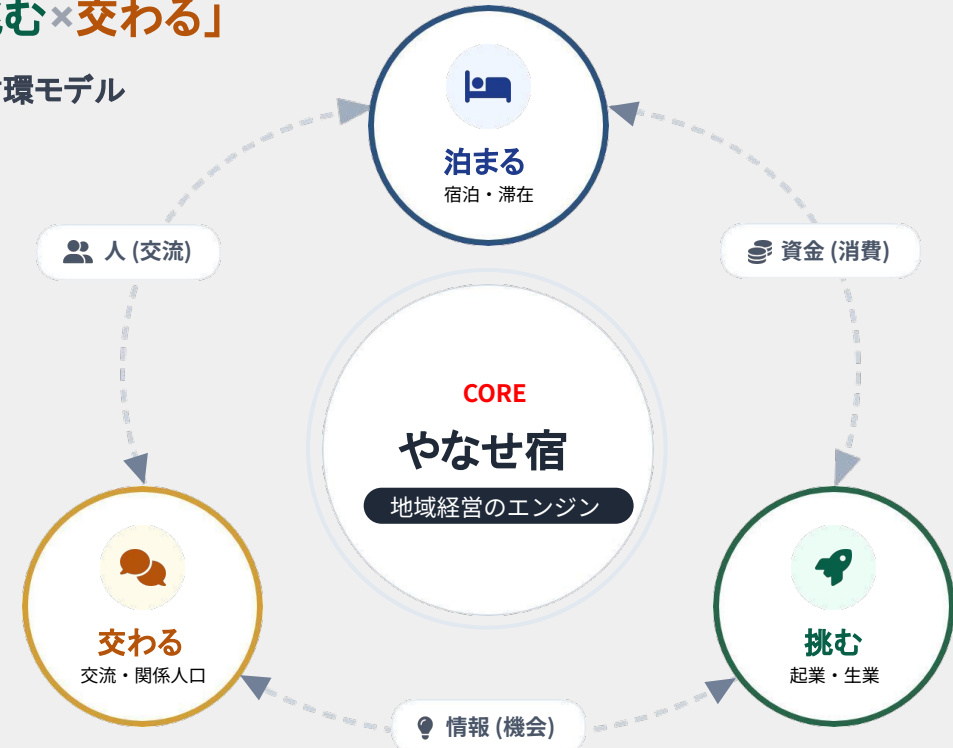 む×交わる」
環モデル
泊まる
宿泊・滞在
人 (交流)
資金 (消費)
CORE
やなせ宿
地域経営のエンジン
交わる
交流・関係人口
挑む
起業・生業
情報 (機会)